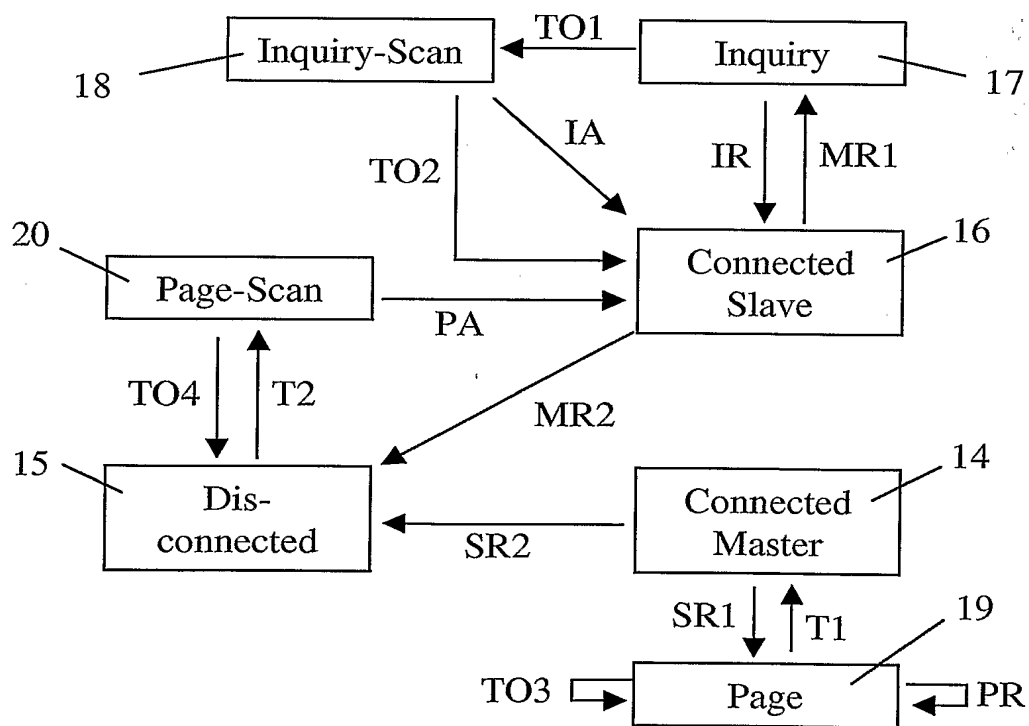 TO1
Inquiry-Scan
Inquiry
18
17
IA
IR
MR1
TO2
20
16
Connected
Slave
Page-Scan
PA
TO4
T2
MR2
15
14
Dis-
connected
Connected
Master
SR2
SR1
T1
19
TO3
Page
PR